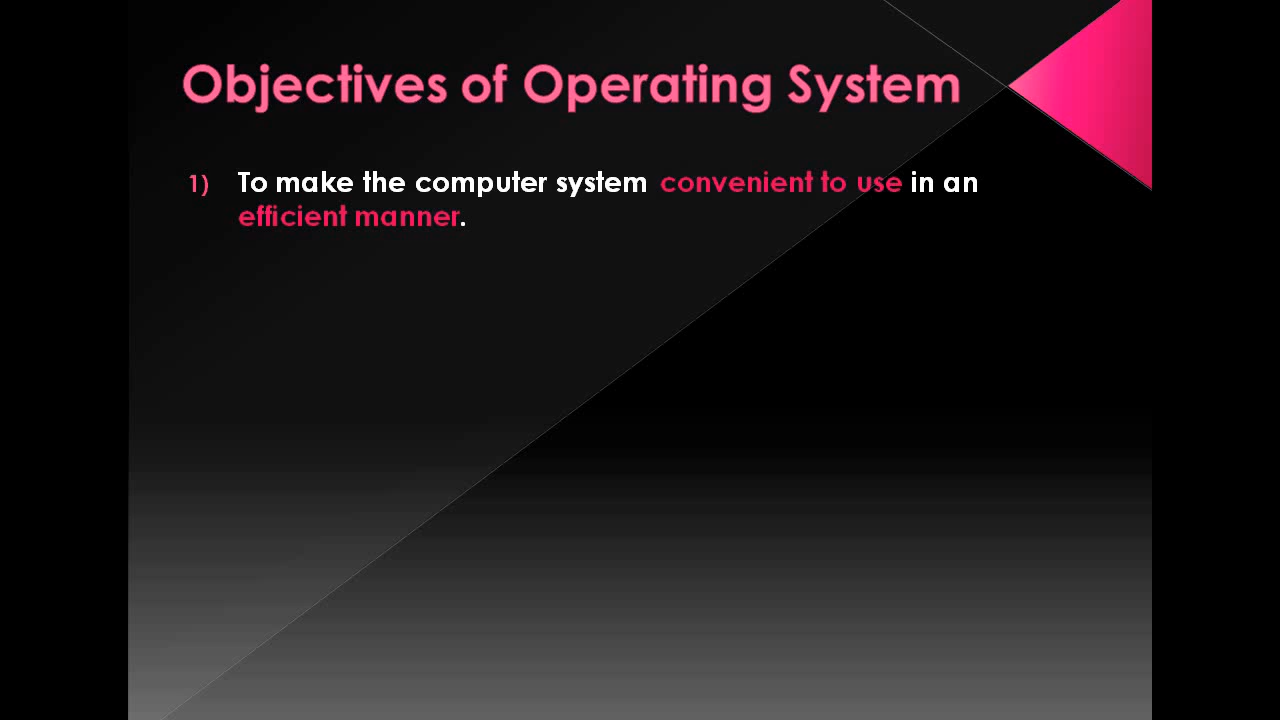 Objectives of Operating System
1) To make the computer system convenient to use in an
efficient manner.